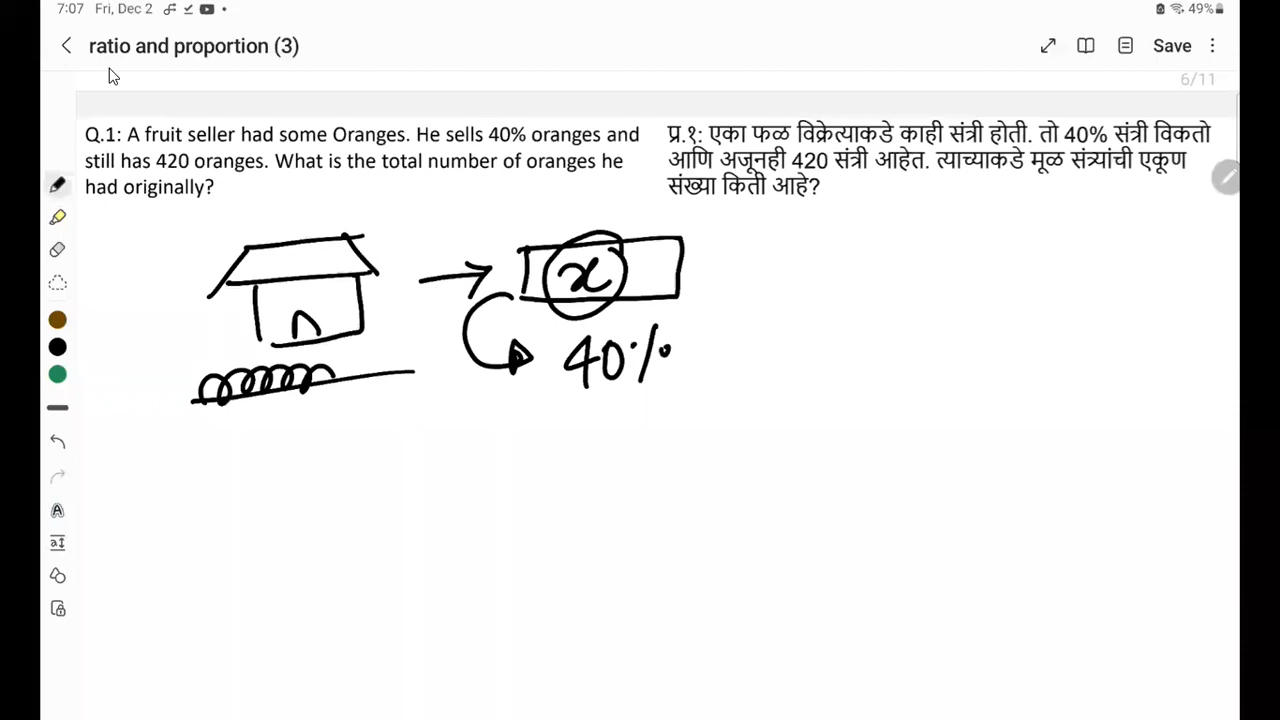 7:07 Fri, Dec 2
49%
ratio and proportion (3)
Save
6/11
Q.1: A fruit seller had some Oranges. He sells 40% oranges and
still has 420 oranges. What is the total number of oranges he
had originally?
प्र.१: एका फळ विक्रेत्याकडे काही संत्री होती. तो 40% संत्री विकतो
आणि अजूनही 420 संत्री आहेत. त्याच्याकडे मूळ संत्र्यांची एकूण
संख्या किती आहे?
x
40%